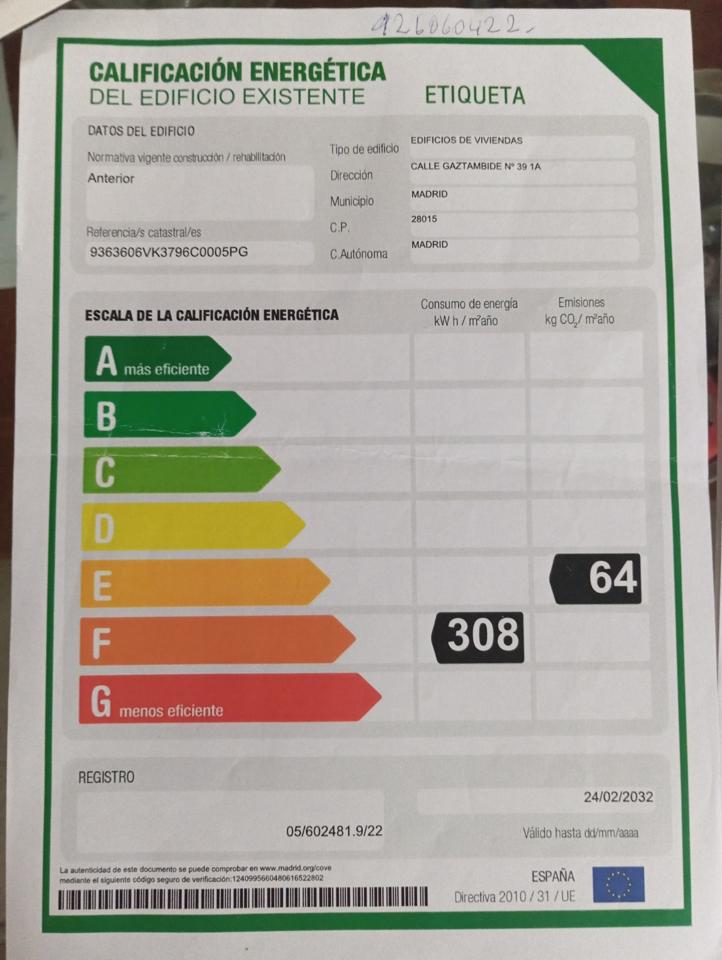 926060422.
CALIFICACIÓN ENERGÉTICA
DEL EDIFICIO EXISTENTE
ETIQUETA
DATOS DEL EDIFICIO
Normativa vigente construcción / rehabilitación
Anterior
Referencia/s catastral/es
9363606VK3796C0005PG
Tipo de edificio EDIFICIOS DE VIVIENDAS
Dirección CALLE GAZTAMBIDE Nº 39 1A
Municipio MADRID
C.P. 28015
C.Autónoma MADRID
ESCALA DE LA CALIFICACIÓN ENERGÉTICA
Consumo de energía
kW h / m²año
Emisiones
kg CO₂/ m²año
A más eficiente
B
C
D
E 64
F 308
G menos eficiente
REGISTRO
05/602481.9/22
24/02/2032
Válido hasta dd/mm/aaaa
La autenticidad de este documento se puede comprobar en www.madrid.org/cove
mediante el siguiente código seguro de verificación:1240995660480616522802
ESPAÑA
Directiva 2010 / 31 / UE